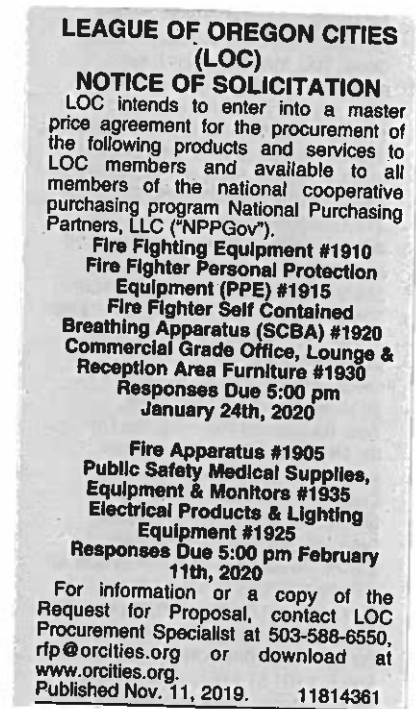 LEAGUE OF OREGON CITIES
(LOC)
NOTICE OF SOLICITATION
LOC intends to enter into a master
price agreement for the procurement of
the following products and services to
LOC members and available to all
members of the national cooperative
purchasing program National Purchasing
Partners, LLC ("NPPGov").
Fire Fighting Equipment #1910
Fire Fighter Personal Protection
Equipment (PPE) #1915
Fire Fighter Self Contained
Breathing Apparatus (SCBA) #1920
Commercial Grade Office, Lounge &
Reception Area Furniture #1930
Responses Due 5:00 pm
January 24th, 2020
Fire Apparatus #1905
Public Safety Medical Supplies,
Equipment & Monitors #1935
Electrical Products & Lighting
Equipment #1925
Responses Due 5:00 pm February
11th, 2020
For information or a copy of the
Request for Proposal, contact LOC
Procurement Specialist at 503-588-6550,
rfp@orcities.org or download at
www.orcities.org.
Published Nov. 11, 2019. 11814361